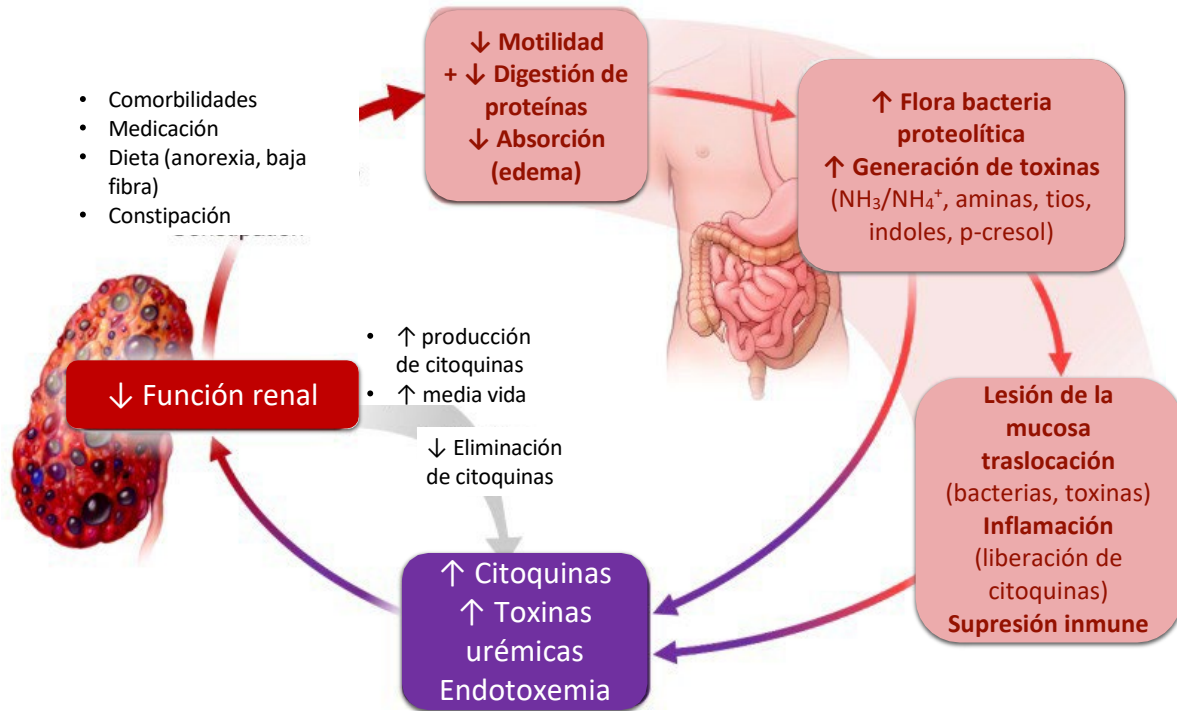 ↓ Motilidad
+ ↓ Digestión de
proteínas
↓ Absorción
(edema)
• Comorbilidades
• Medicación
• Dieta (anorexia, baja
fibra)
• Constipación
↑ Flora bacteria
proteolítica
↑ Generación de toxinas
(NH₃/NH₄⁺, aminas, tios,
indoles, p-cresol)
↓ Función renal
• ↑ producción
de citoquinas
• ↑ media vida
↓ Eliminación
de citoquinas
Lesión de la
mucosa
traslocación
(bacterias, toxinas)
Inflamación
(liberación de
citoquinas)
Supresión inmune
↑ Citoquinas
↑ Toxinas
urémicas
Endotoxemia